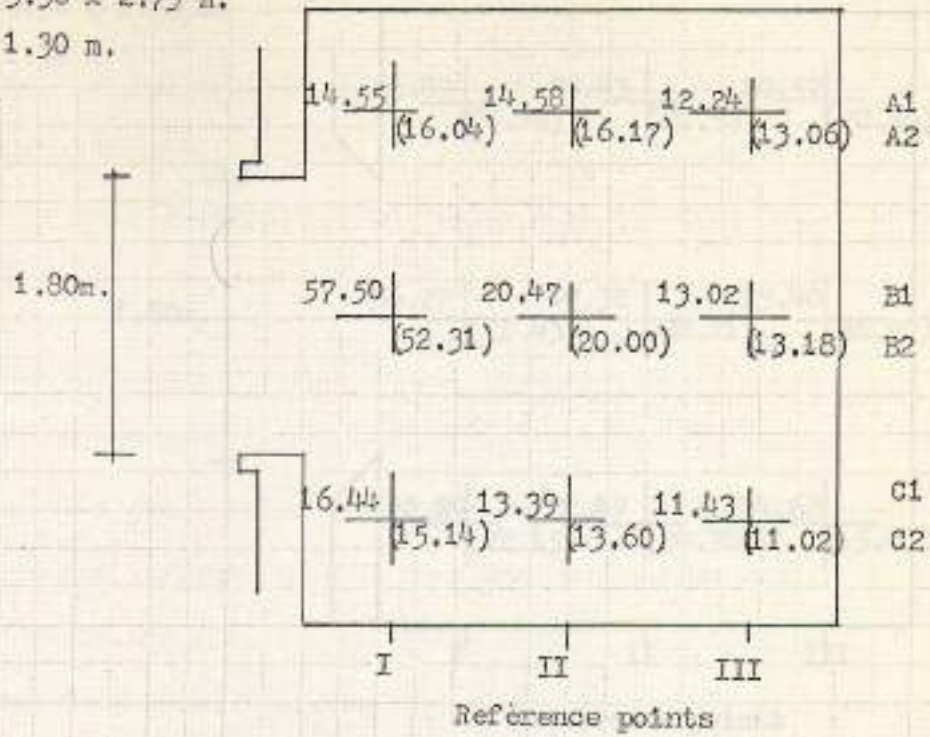 1.30 m.
14.55 14.58 12.24 A1
(16.04) (16.17) (13.06) A2
1.80m.
57.50 20.47 13.02 B1
(52.31) (20.00) (13.18) B2
16.44 13.39 11.43 C1
(15.14) (13.60) (11.02) C2
I II III
Reference points